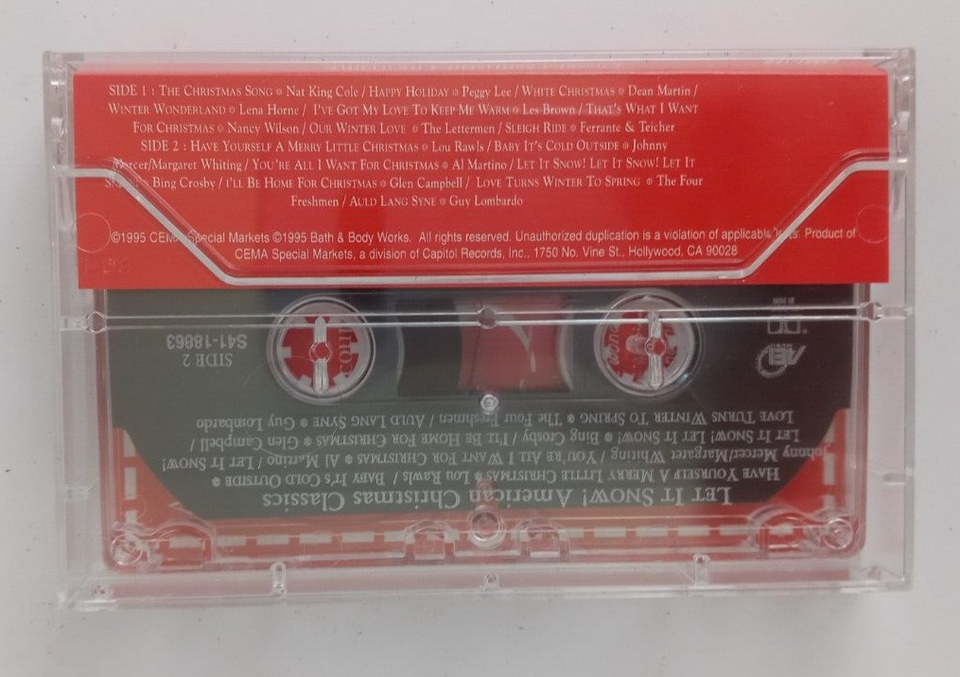 SIDE 1 : THE CHRISTMAS SONG ❄ Nat King Cole / HAPPY HOLIDAY ❄ Peggy Lee / WHITE CHRISTMAS ❄ Dean Martin /
WINTER WONDERLAND ❄ Lena Horne / I'VE GOT MY LOVE TO KEEP ME WARM ❄ Les Brown / THAT'S WHAT I WANT
FOR CHRISTMAS ❄ Nancy Wilson / OUR WINTER LOVE ❄ The Lettermen / SLEIGH RIDE ❄ Ferrante & Teicher
SIDE 2 : HAVE YOURSELF A MERRY LITTLE CHRISTMAS ❄ Lou Rawls / BABY IT'S COLD OUTSIDE ❄ Johnny
Mercer/Margaret Whiting / YOU'RE ALL I WANT FOR CHRISTMAS ❄ Al Martino / LET IT SNOW! LET IT SNOW! LET IT
SNOW! ❄ Bing Crosby / I'LL BE HOME FOR CHRISTMAS ❄ Glen Campbell / LOVE TURNS WINTER TO SPRING ❄ The Four
Freshmen / AULD LANG SYNE ❄ Guy Lombardo
©1995 CEMA Special Markets ©1995 Bath & Body Works. All rights reserved. Unauthorized duplication is a violation of applicable laws. Product of
CEMA Special Markets, a division of Capitol Records, Inc., 1750 No. Vine St., Hollywood, CA 90028
LET IT SNOW! American Christmas Classics
HAVE YOURSELF A MERRY LITTLE CHRISTMAS ❄ Lou Rawls / BABY IT'S COLD OUTSIDE ❄
Johnny Mercer/Margaret Whiting / YOU'RE ALL I WANT FOR CHRISTMAS ❄ Al Martino / LET IT SNOW!
LET IT SNOW! LET IT SNOW! ❄ Bing Crosby / I'LL BE HOME FOR CHRISTMAS ❄ Glen Campbell /
LOVE TURNS WINTER TO SPRING ❄ The Four Freshmen / AULD LANG SYNE ❄ Guy Lombardo
SIDE 2
S41-18863